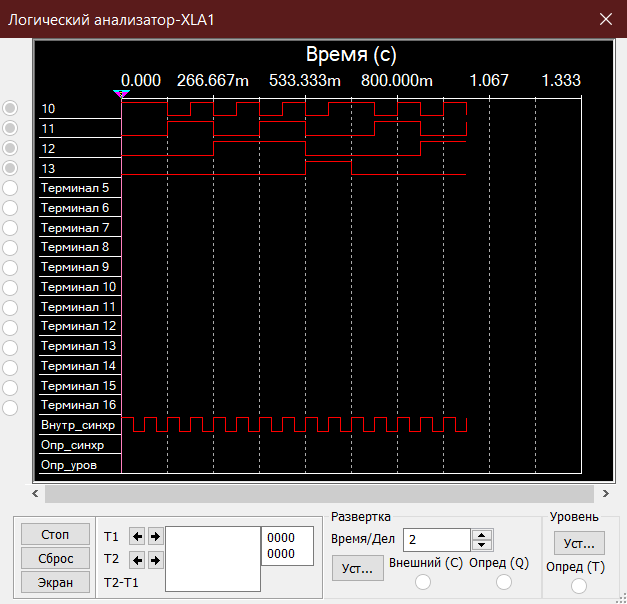 Логический анализатор-XLA1
Время (с)
0.000 266.667m 533.333m 800.000m 1.067 1.333
10
11
12
13
Терминал 5
Терминал 6
Терминал 7
Терминал 8
Терминал 9
Терминал 10
Терминал 11
Терминал 12
Терминал 13
Терминал 14
Терминал 15
Терминал 16
Внутр_синхр
Опр_синхр
Опр_уров
Стоп
Сброс
Экран
T1
T2
T2-T1
0000
0000
Развертка
Время/Дел 2
Уст...
Внешний (C) Опред (Q)
Уровень
Уст...
Опред (T)